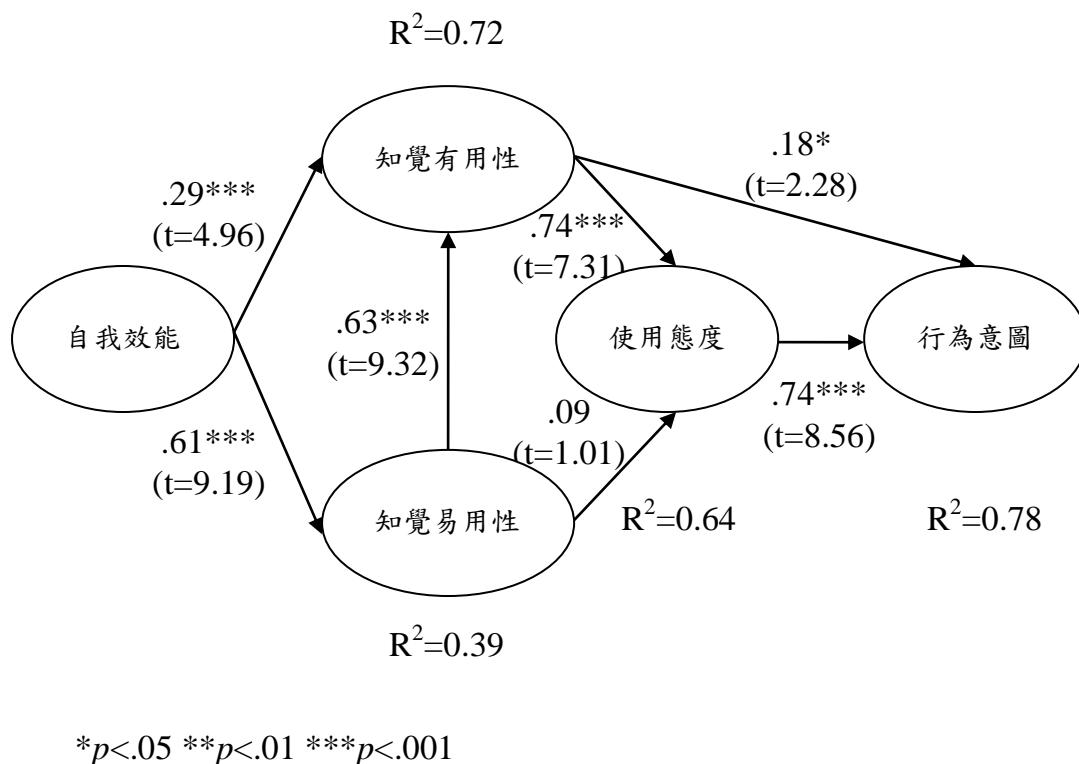 R²=0.72
知覺有用性
.18*
(t=2.28)
.29***
(t=4.96)
.74***
(t=7.31)
自我效能
.63***
(t=9.32)
使用態度
行為意圖
.09
(t=1.01)
.74***
(t=8.56)
.61***
(t=9.19)
知覺易用性
R²=0.64
R²=0.78
R²=0.39
*p<.05 **p<.01 ***p<.001